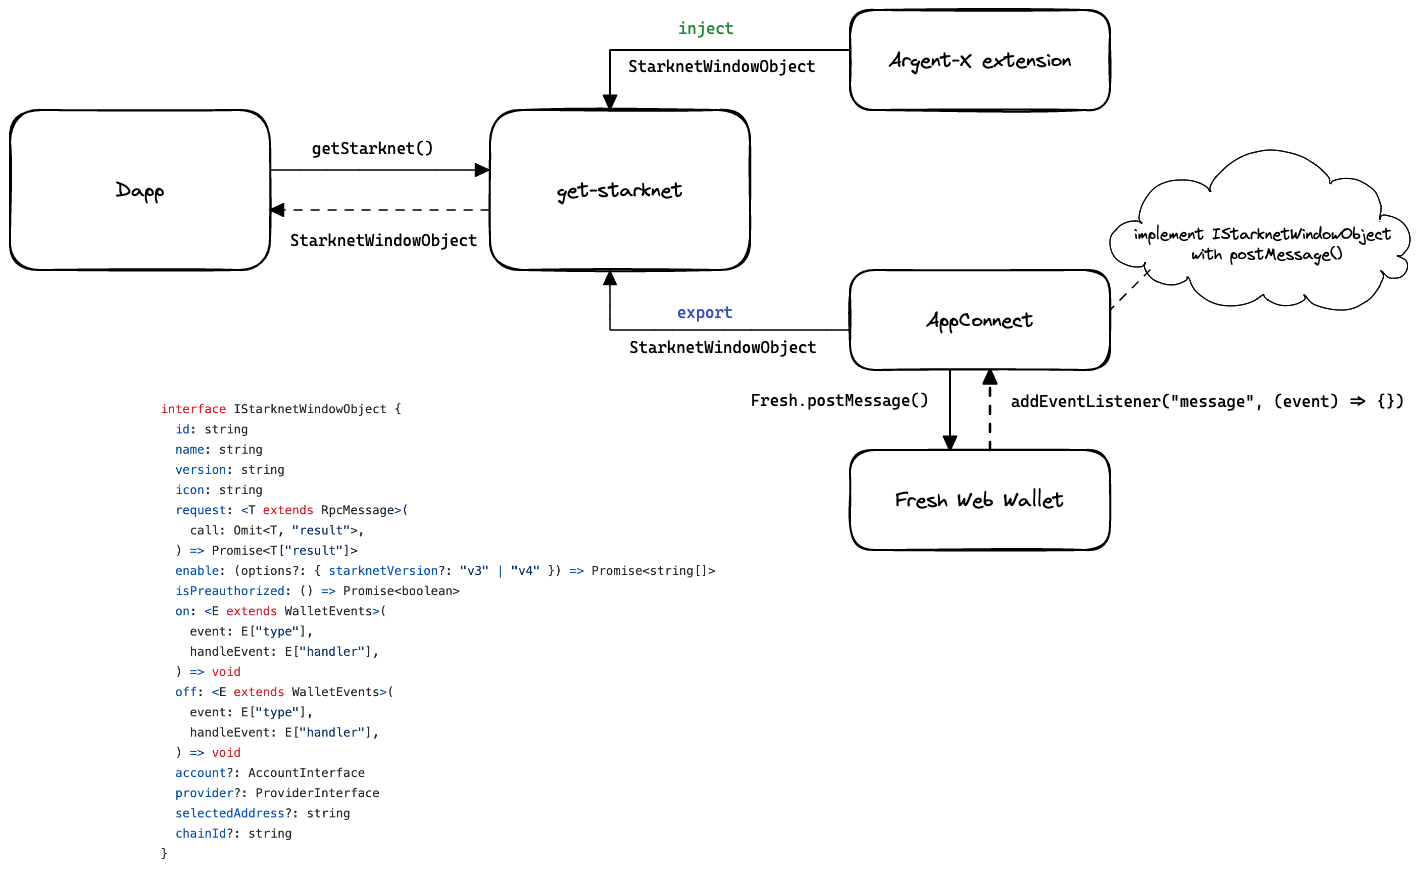 inject
StarknetWindowObject
Argent-X extension
Dapp
getStarknet()
StarknetWindowObject
get-starknet
implement IStarknetWindowObject
with postMessage()
export
StarknetWindowObject
AppConnect
Fresh.postMessage()
addEventListener("message", (event) => {})
Fresh Web Wallet
interface IStarknetWindowObject {
  id: string
  name: string
  version: string
  icon: string
  request: <T extends RpcMessage>(
    call: Omit<T, "result">,
  ) => Promise<T["result"]>
  enable: (options?: { starknetVersion?: "v3" | "v4" }) => Promise<string[]>
  isPreauthorized: () => Promise<boolean>
  on: <E extends WalletEvents>(
    event: E["type"],
    handleEvent: E["handler"],
  ) => void
  off: <E extends WalletEvents>(
    event: E["type"],
    handleEvent: E["handler"],
  ) => void
  account?: AccountInterface
  provider?: ProviderInterface
  selectedAddress?: string
  chainId?: string
}